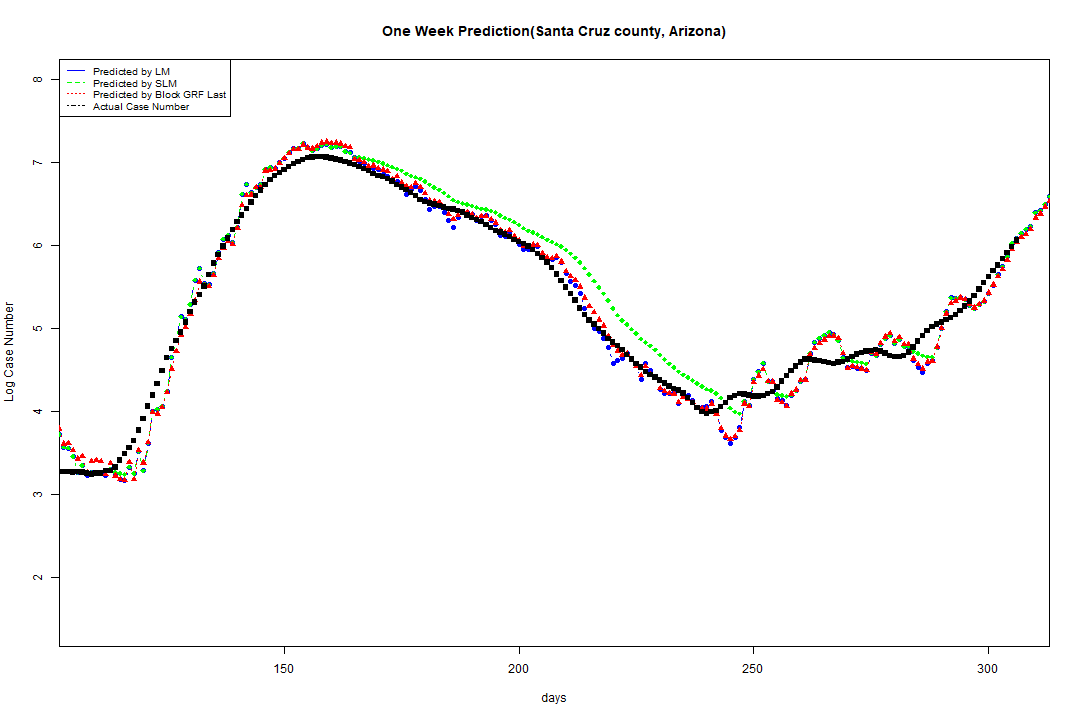 One Week Prediction(Santa Cruz county, Arizona)
Predicted by LM
Predicted by SLM
Predicted by Block GRF Last
Actual Case Number
Log Case Number
8
7
6
5
4
3
2
150 200 250 300
days